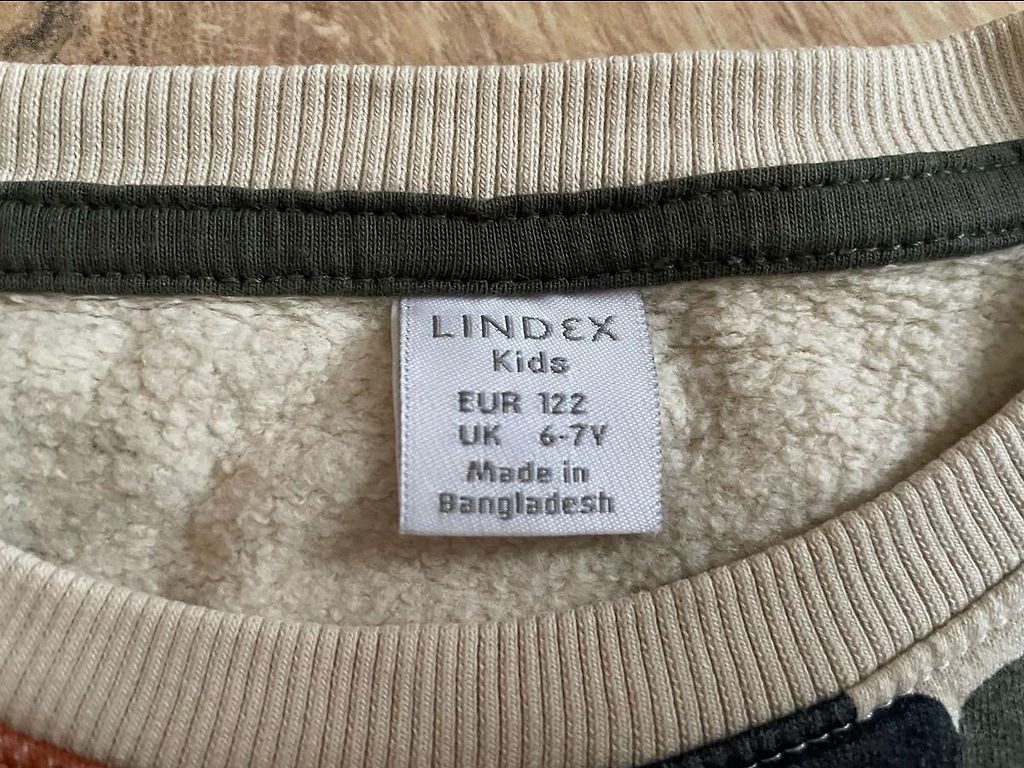 LINDEX
Kids
EUR 122
UK 6-7Y
Made in
Bangladesh